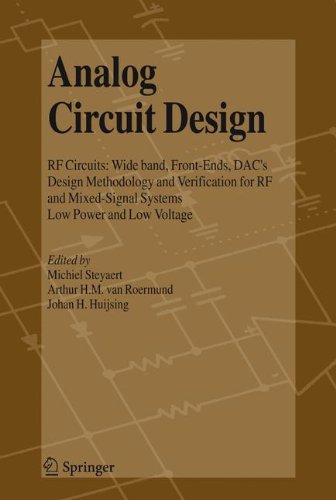 Analog
Circuit Design
RF Circuits: Wide band, Front-Ends, DAC's
Design Methodology and Verification for RF
and Mixed-Signal Systems
Low Power and Low Voltage
Edited by
Michiel Steyaert
Arthur H.M. van Roermund
Johan H. Huijsing
Springer